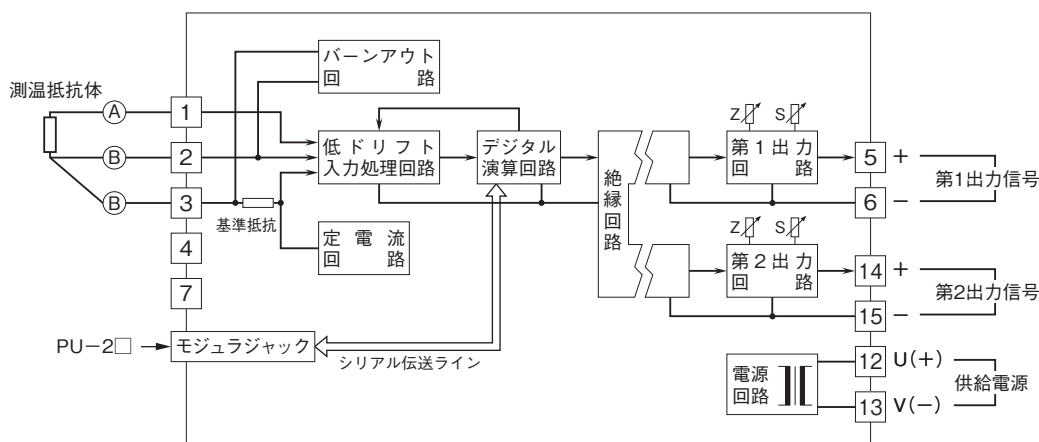 測温抵抗体
A
B
B
1
2
3
4
7
バーンアウト
回路
低ドリフト
入力処理回路
基準抵抗
定電流
回路
デジタル
演算回路
絶縁回路
Z S
第1出力
回路
5 +
6 −
第1出力信号
Z S
第2出力
回路
14 +
15 −
第2出力信号
PU−2□
モジュラジャック
シリアル伝送ライン
電源
回路
12 U(+)
13 V(−)
供給電源